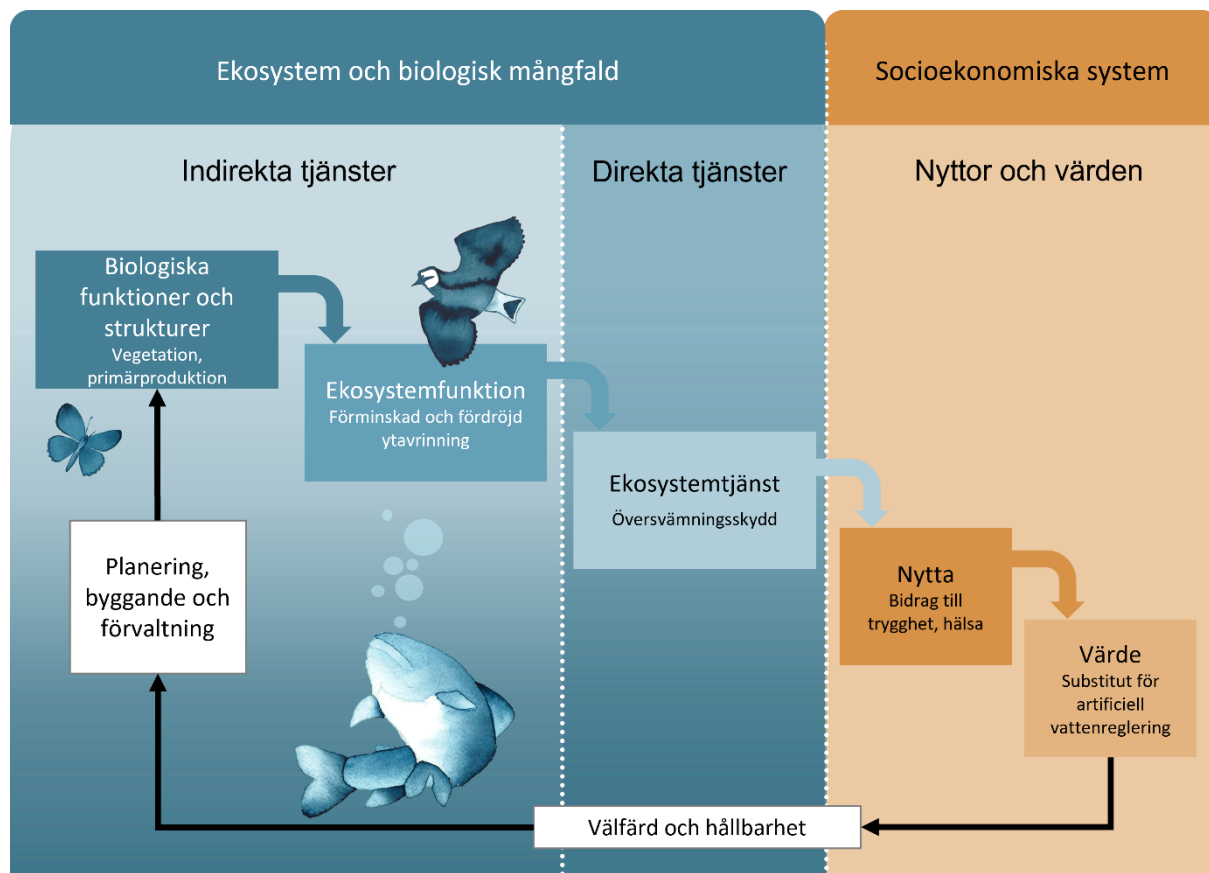 Ekosystem och biologisk mångfald
Socioekonomiska system
Indirekta tjänster
Direkta tjänster
Nyttor och värden
Biologiska
funktioner och
strukturer
Vegetation,
primärproduktion
Ekosystemfunktion
Förminskad och fördröjd
ytavrinning
Ekosystemtjänst
Översvämningsskydd
Nytta
Bidrag till
trygghet, hälsa
Värde
Substitut för
artificiell
vattenreglering
Planering,
byggande och
förvaltning
Välfärd och hållbarhet